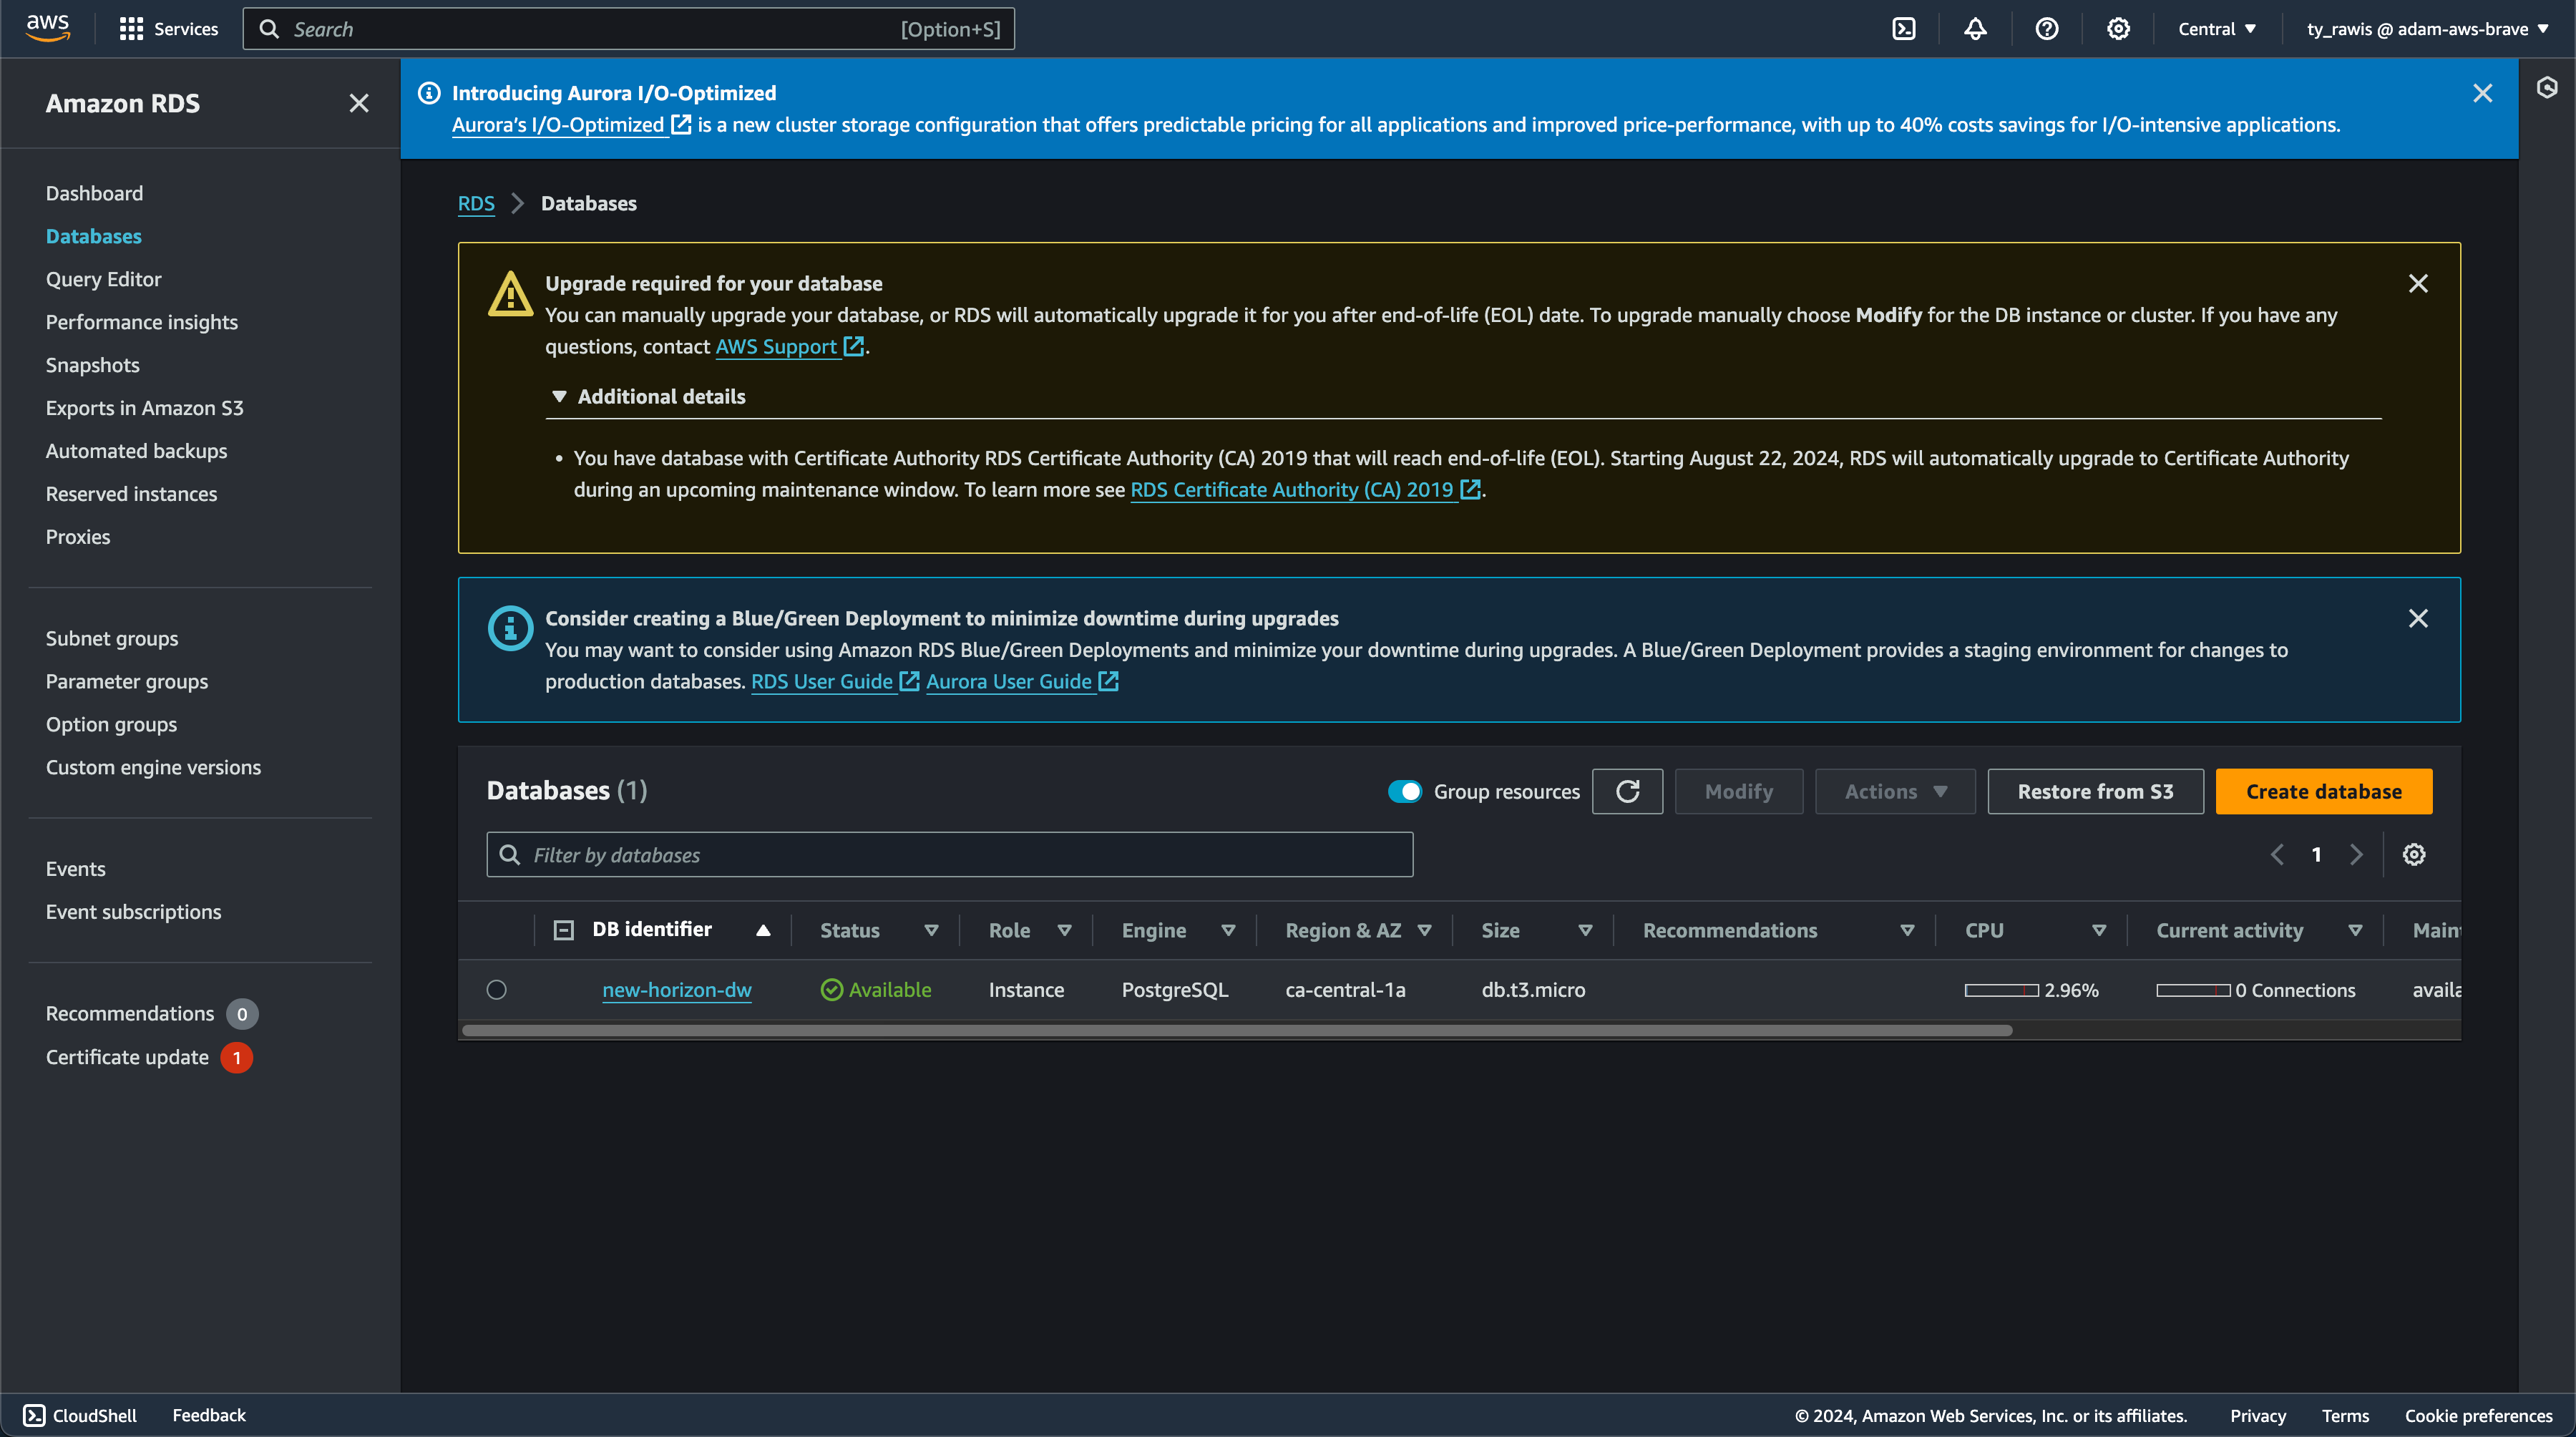 aws
Services
Search
[Option+S]
Central
ty_rawis @ adam-aws-brave
Amazon RDS
Dashboard
Databases
Query Editor
Performance insights
Snapshots
Exports in Amazon S3
Automated backups
Reserved instances
Proxies
Subnet groups
Parameter groups
Option groups
Custom engine versions
Events
Event subscriptions
Recommendations 0
Certificate update 1
Introducing Aurora I/O-Optimized
Aurora's I/O-Optimized is a new cluster storage configuration that offers predictable pricing for all applications and improved price-performance, with up to 40% costs savings for I/O-intensive applications.
RDS > Databases
Upgrade required for your database
You can manually upgrade your database, or RDS will automatically upgrade it for you after end-of-life (EOL) date. To upgrade manually choose Modify for the DB instance or cluster. If you have any
questions, contact AWS Support.
Additional details
• You have database with Certificate Authority RDS Certificate Authority (CA) 2019 that will reach end-of-life (EOL). Starting August 22, 2024, RDS will automatically upgrade to Certificate Authority
during an upcoming maintenance window. To learn more see RDS Certificate Authority (CA) 2019.
Consider creating a Blue/Green Deployment to minimize downtime during upgrades
You may want to consider using Amazon RDS Blue/Green Deployments and minimize your downtime during upgrades. A Blue/Green Deployment provides a staging environment for changes to
production databases. RDS User Guide Aurora User Guide
Databases (1)
Group resources
Modify
Actions
Restore from S3
Create database
Filter by databases
1
DB identifier Status Role Engine Region & AZ Size Recommendations CPU Current activity Maint
new-horizon-dw Available Instance PostgreSQL ca-central-1a db.t3.micro 2.96% 0 Connections availa
CloudShell Feedback © 2024, Amazon Web Services, Inc. or its affiliates. Privacy Terms Cookie preferences